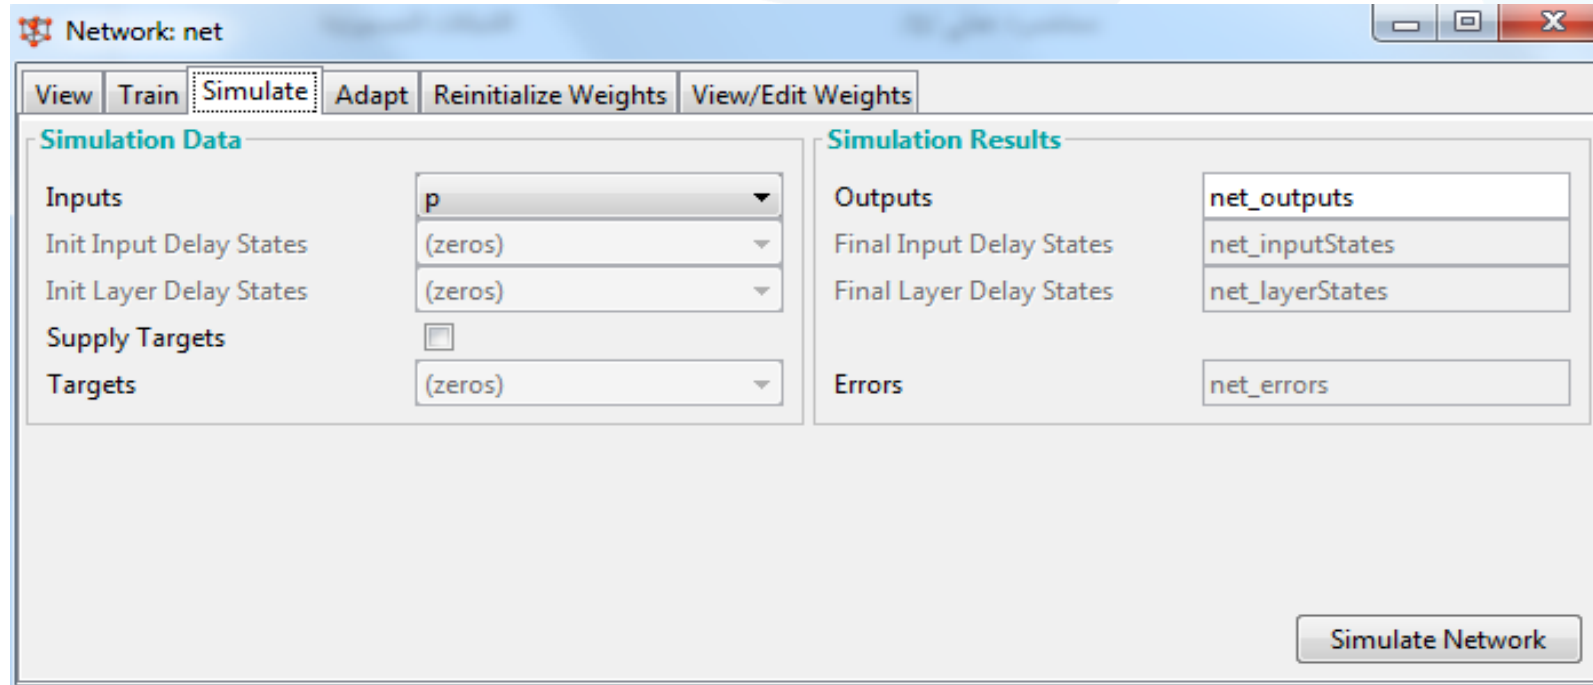 Network: net
View Train Simulate Adapt Reinitialize Weights View/Edit Weights
Simulation Data
Inputs p
Init Input Delay States (zeros)
Init Layer Delay States (zeros)
Supply Targets
Targets (zeros)
Simulation Results
Outputs net_outputs
Final Input Delay States net_inputStates
Final Layer Delay States net_layerStates
Errors net_errors
Simulate Network